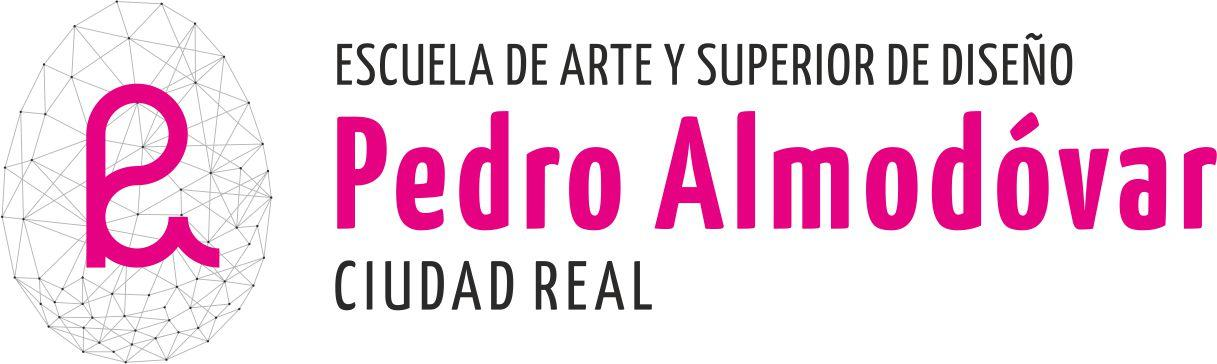 ESCUELA DE ARTE Y SUPERIOR DE DISEÑO
Pedro Almodóvar
CIUDAD REAL